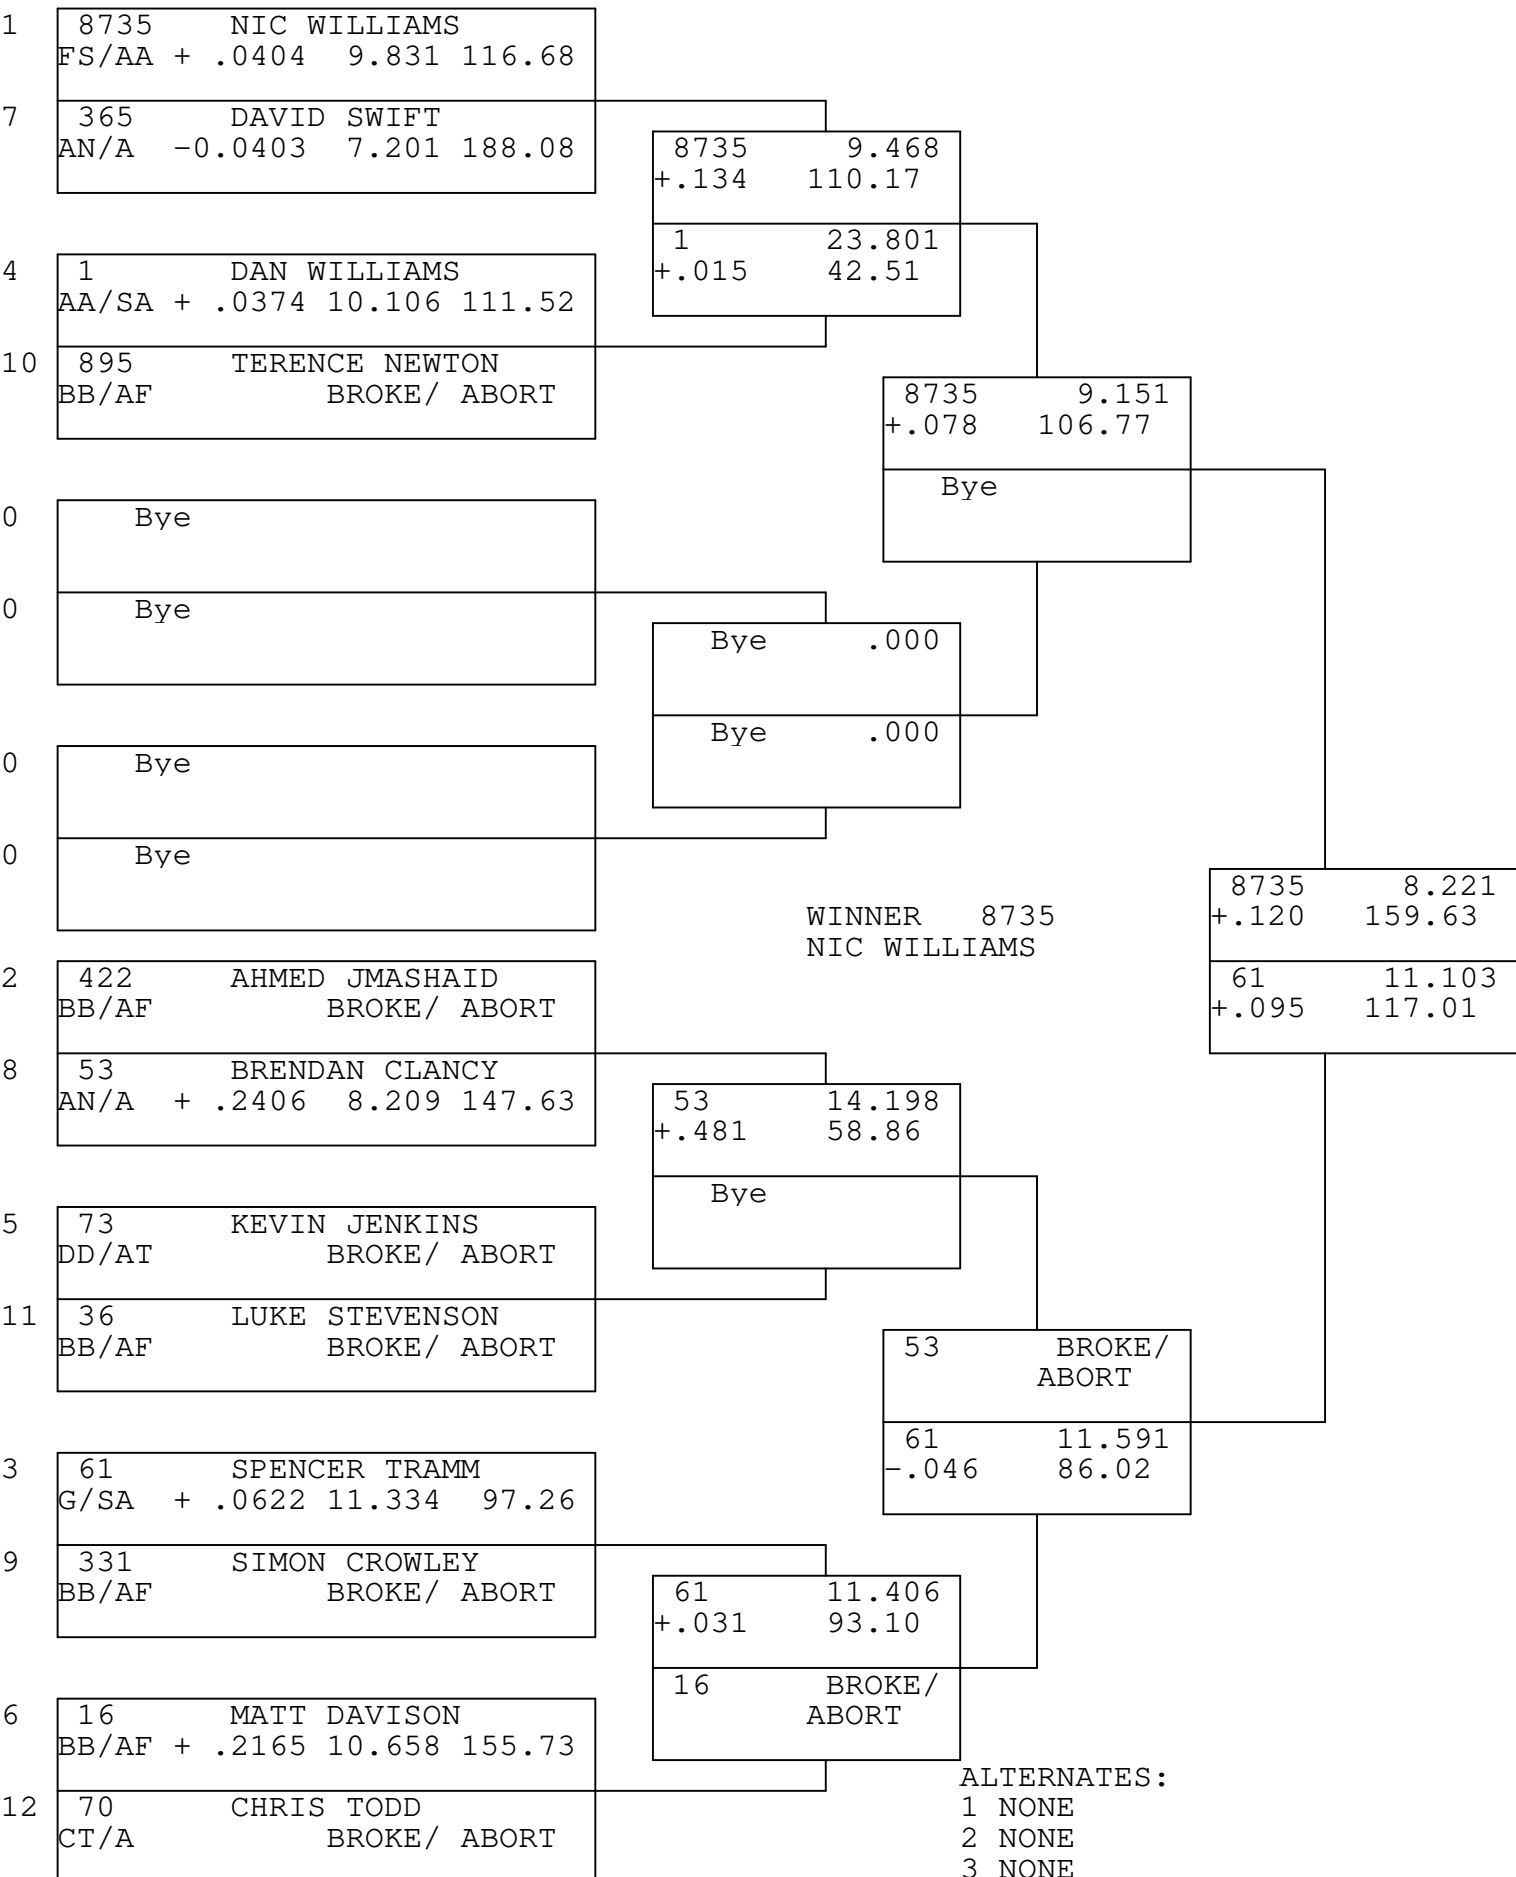 1 8735 NIC WILLIAMS
FS/AA + .0404 9.831 116.68
7 365 DAVID SWIFT
AN/A -0.0403 7.201 188.08
8735 9.468
+.134 110.17
1 23.801
+.015 42.51
4 1 DAN WILLIAMS
AA/SA + .0374 10.106 111.52
10 895 TERENCE NEWTON
BB/AF BROKE/ ABORT
8735 9.151
+.078 106.77
Bye
0 Bye
0 Bye
Bye .000
Bye .000
0 Bye
0 Bye
WINNER 8735
NIC WILLIAMS
8735 8.221
+.120 159.63
61 11.103
+.095 117.01
2 422 AHMED JMASHAID
BB/AF BROKE/ ABORT
8 53 BRENDAN CLANCY
AN/A + .2406 8.209 147.63
53 14.198
+.481 58.86
Bye
5 73 KEVIN JENKINS
DD/AT BROKE/ ABORT
11 36 LUKE STEVENSON
BB/AF BROKE/ ABORT
53 BROKE/
ABORT
61 11.591
-.046 86.02
3 61 SPENCER TRAMM
G/SA + .0622 11.334 97.26
9 331 SIMON CROWLEY
BB/AF BROKE/ ABORT
61 11.406
+.031 93.10
16 BROKE/
ABORT
6 16 MATT DAVISON
BB/AF + .2165 10.658 155.73
12 70 CHRIS TODD
CT/A BROKE/ ABORT
ALTERNATES:
1 NONE
2 NONE
3 NONE